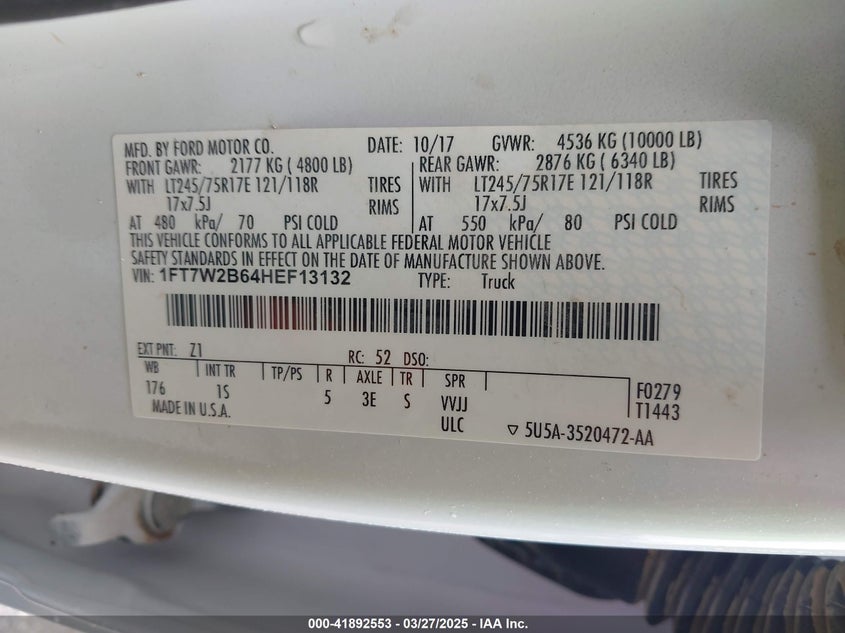 MFD. BY FORD MOTOR CO. DATE: 10/17 GVWR: 4536 KG (10000 LB)
FRONT GAWR: 2177 KG ( 4800 LB) REAR GAWR: 2876 KG ( 6340 LB)
WITH LT245/75R17E 121/118R TIRES WITH LT245/75R17E 121/118R TIRES
17x7.5J RIMS 17x7.5J RIMS
AT 480 kPa/ 70 PSI COLD AT 550 kPa/ 80 PSI COLD
THIS VEHICLE CONFORMS TO ALL APPLICABLE FEDERAL MOTOR VEHICLE
SAFETY STANDARDS IN EFFECT ON THE DATE OF MANUFACTURE SHOWN ABOVE.
VIN: 1FT7W2B64HEF13132 TYPE: Truck
EXT PNT: Z1 RC: 52 DSO:
WB INT TR TP/PS R AXLE TR SPR F0279
176 1S 5 3E S VVJJ T1443
MADE IN U.S.A. ULC ▽ 5U5A-3520472-AA
000-41892553 - 03/27/2025 - IAA Inc.